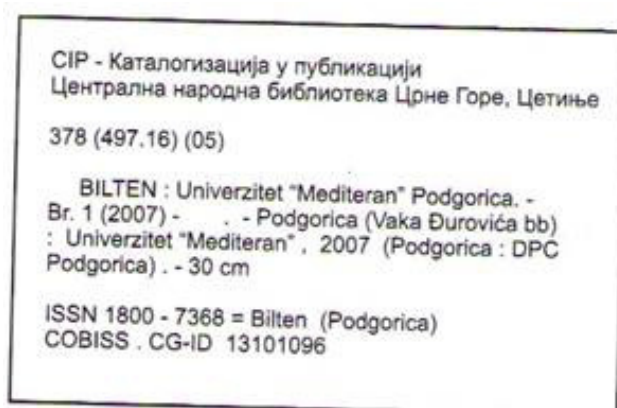 CIP - Каталогизација у публикацији
Централна народна библиотека Црне Горе, Цетиње
378 (497.16) (05)
BILTEN : Univerzitet "Mediteran" Podgorica. -
Br. 1 (2007) - . - Podgorica (Vaka Đurovića bb)
: Univerzitet "Mediteran" , 2007 (Podgorica : DPC
Podgorica) . - 30 cm
ISSN 1800 - 7368 = Bilten (Podgorica)
COBISS . CG-ID 13101096